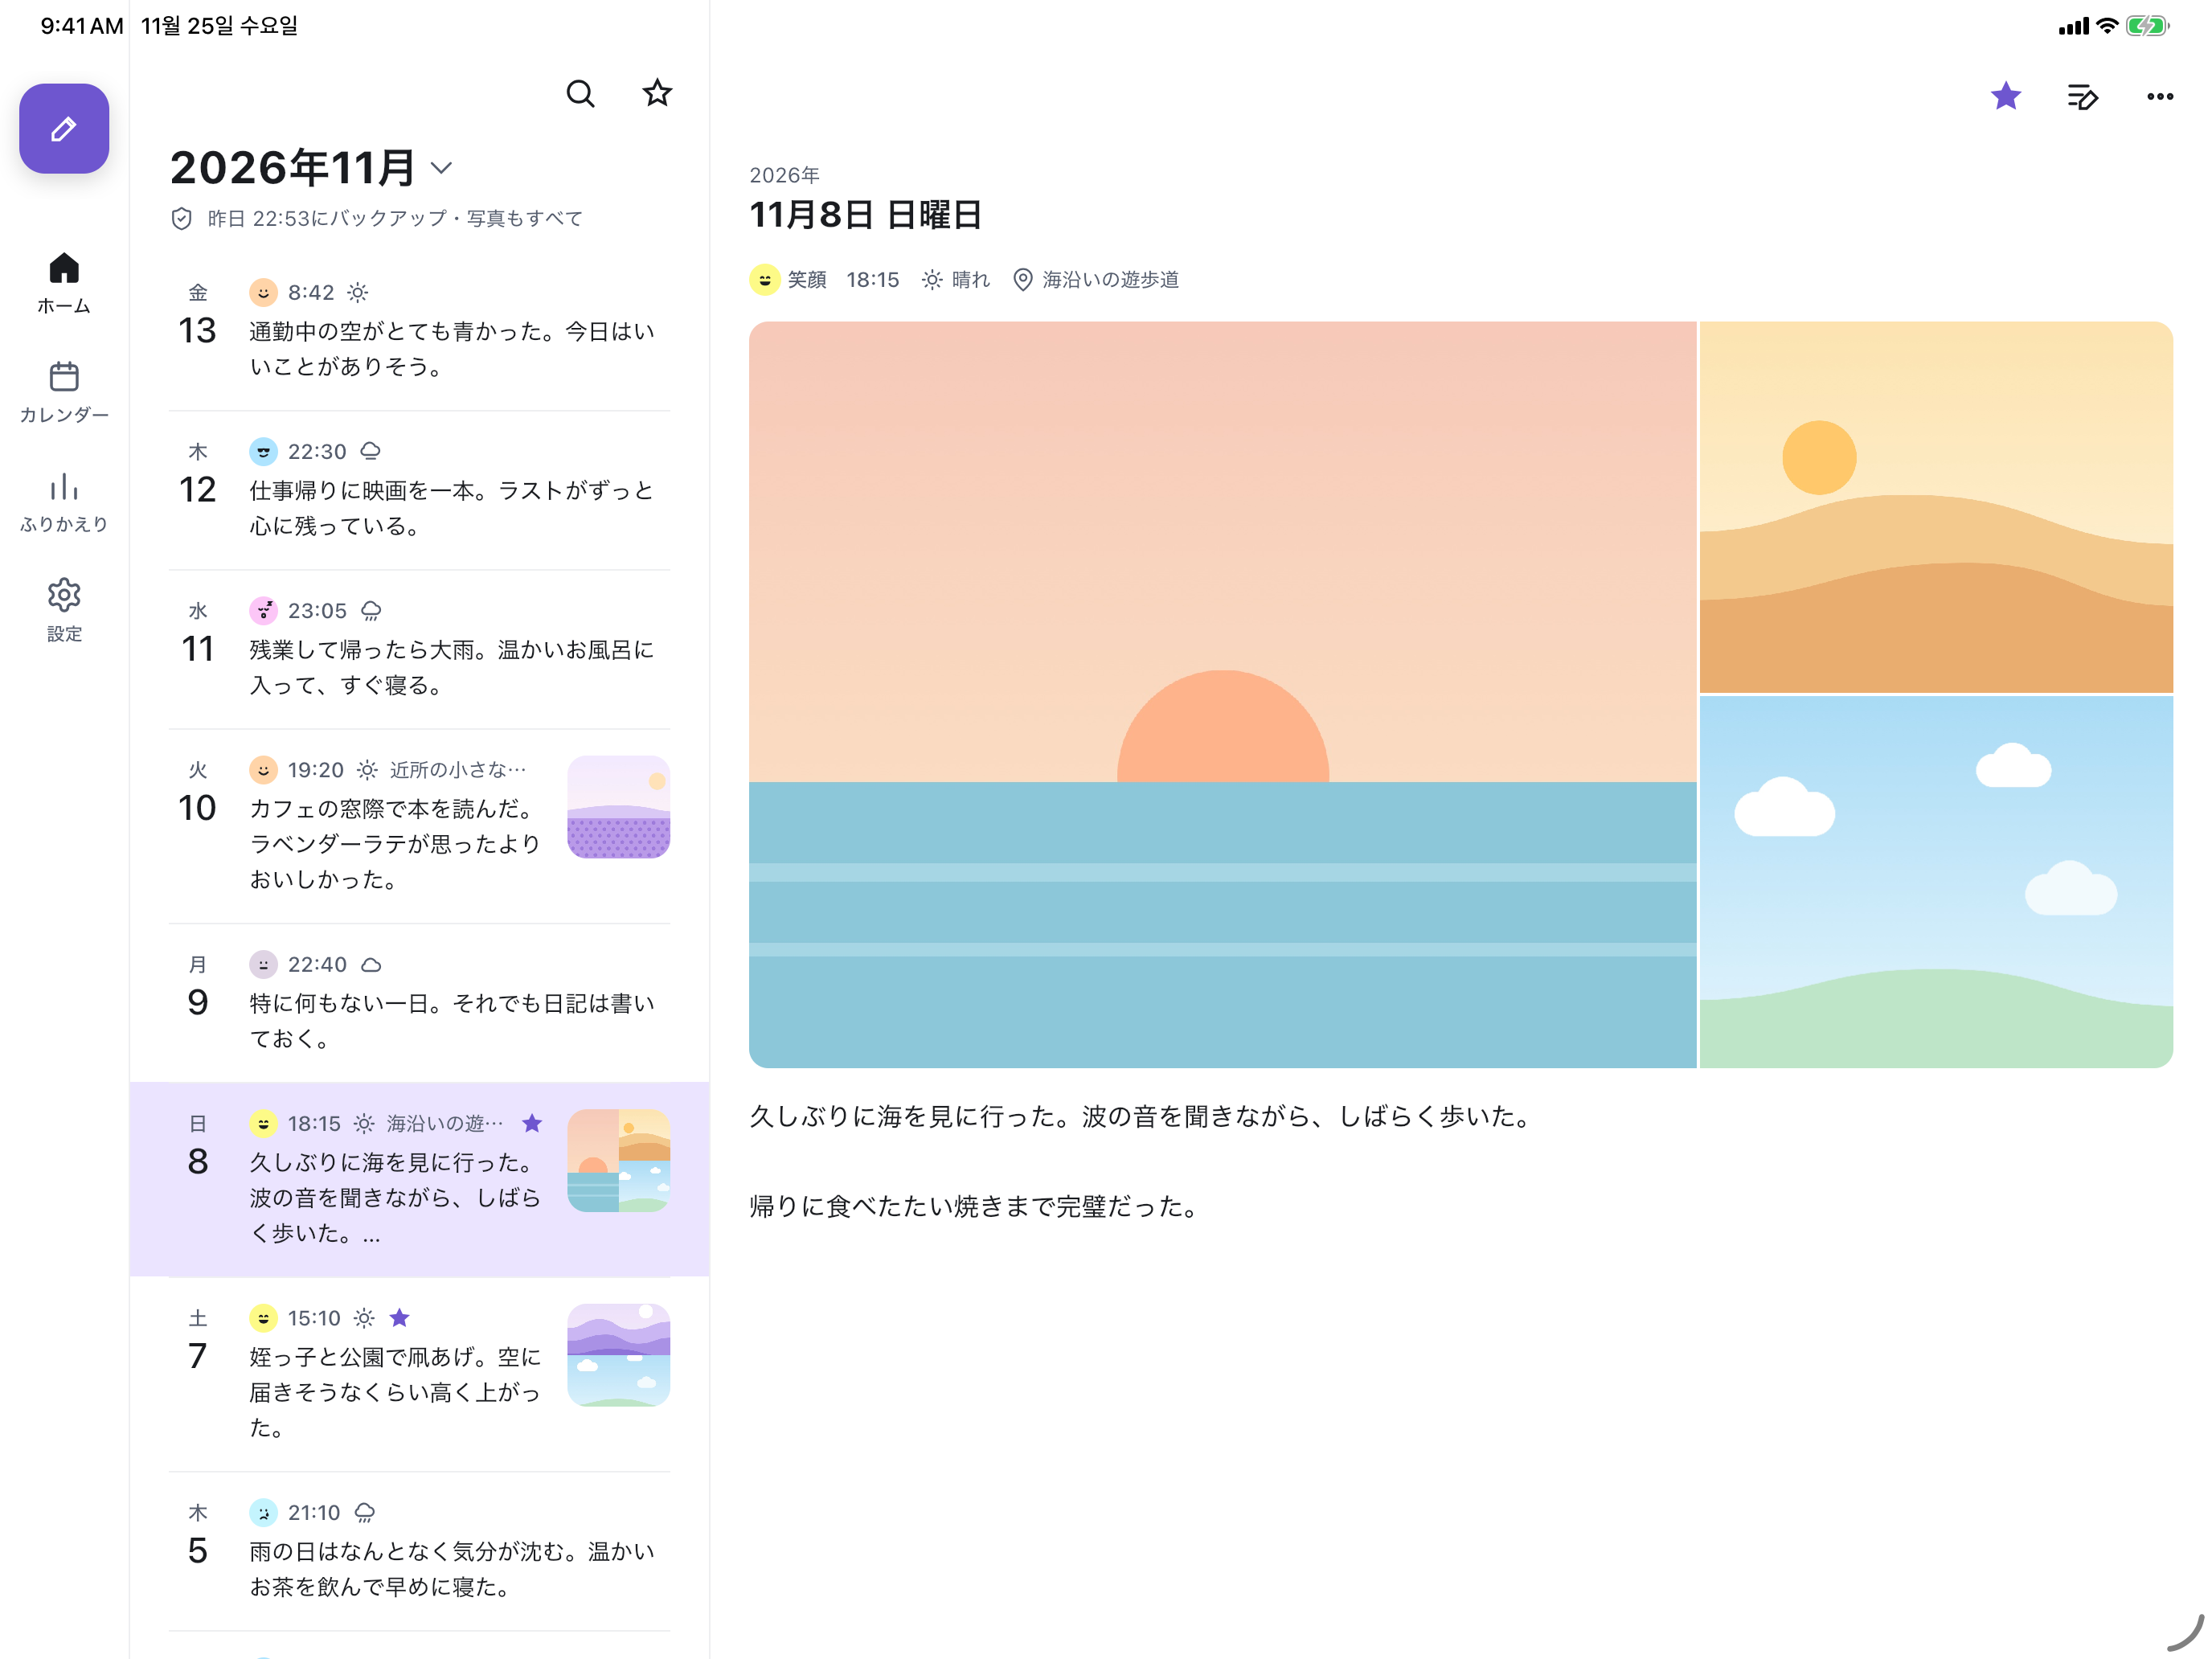 9:41 AM 11월 25일 수요일
ホーム
カレンダー
ふりかえり
設定
2026年11月
昨日 22:53にバックアップ・写真もすべて
金
13
8:42
通勤中の空がとても青かった。今日はい
いことがありそう。
木
12
22:30
仕事帰りに映画を一本。ラストがずっと
心に残っている。
水
11
23:05
残業して帰ったら大雨。温かいお風呂に
入って、すぐ寝る。
火
10
19:20 近所の小さな…
カフェの窓際で本を読んだ。
ラベンダーラテが思ったより
おいしかった。
月
9
22:40
特に何もない一日。それでも日記は書い
ておく。
日
8
18:15 海沿いの遊…
久しぶりに海を見に行った。
波の音を聞きながら、しばら
く歩いた。...
土
7
15:10
姪っ子と公園で凧あげ。空に
届きそうなくらい高く上がっ
た。
木
5
21:10
雨の日はなんとなく気分が沈む。温かい
お茶を飲んで早めに寝た。
2026年
11月8日 日曜日
笑顔 18:15 晴れ 海沿いの遊歩道
久しぶりに海を見に行った。波の音を聞きながら、しばらく歩いた。
帰りに食べたたい焼きまで完璧だった。